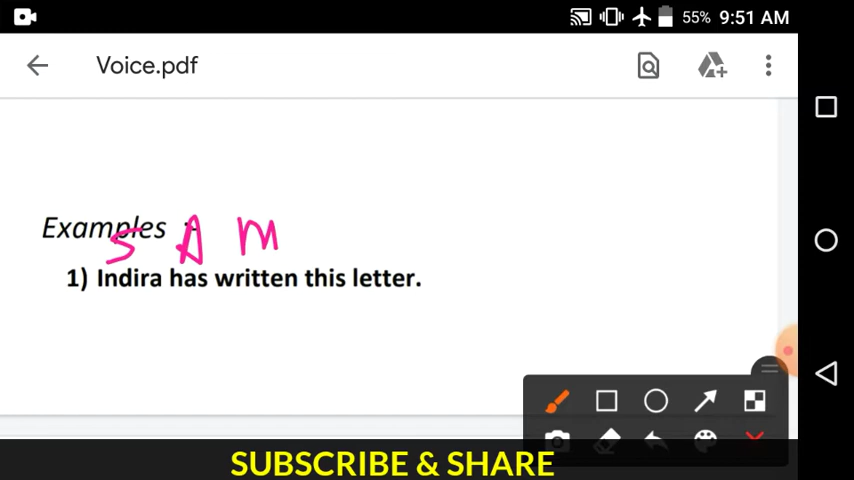 55% 9:51 AM
Voice.pdf
Examples :-
S A M
1) Indira has written this letter.
SUBSCRIBE & SHARE